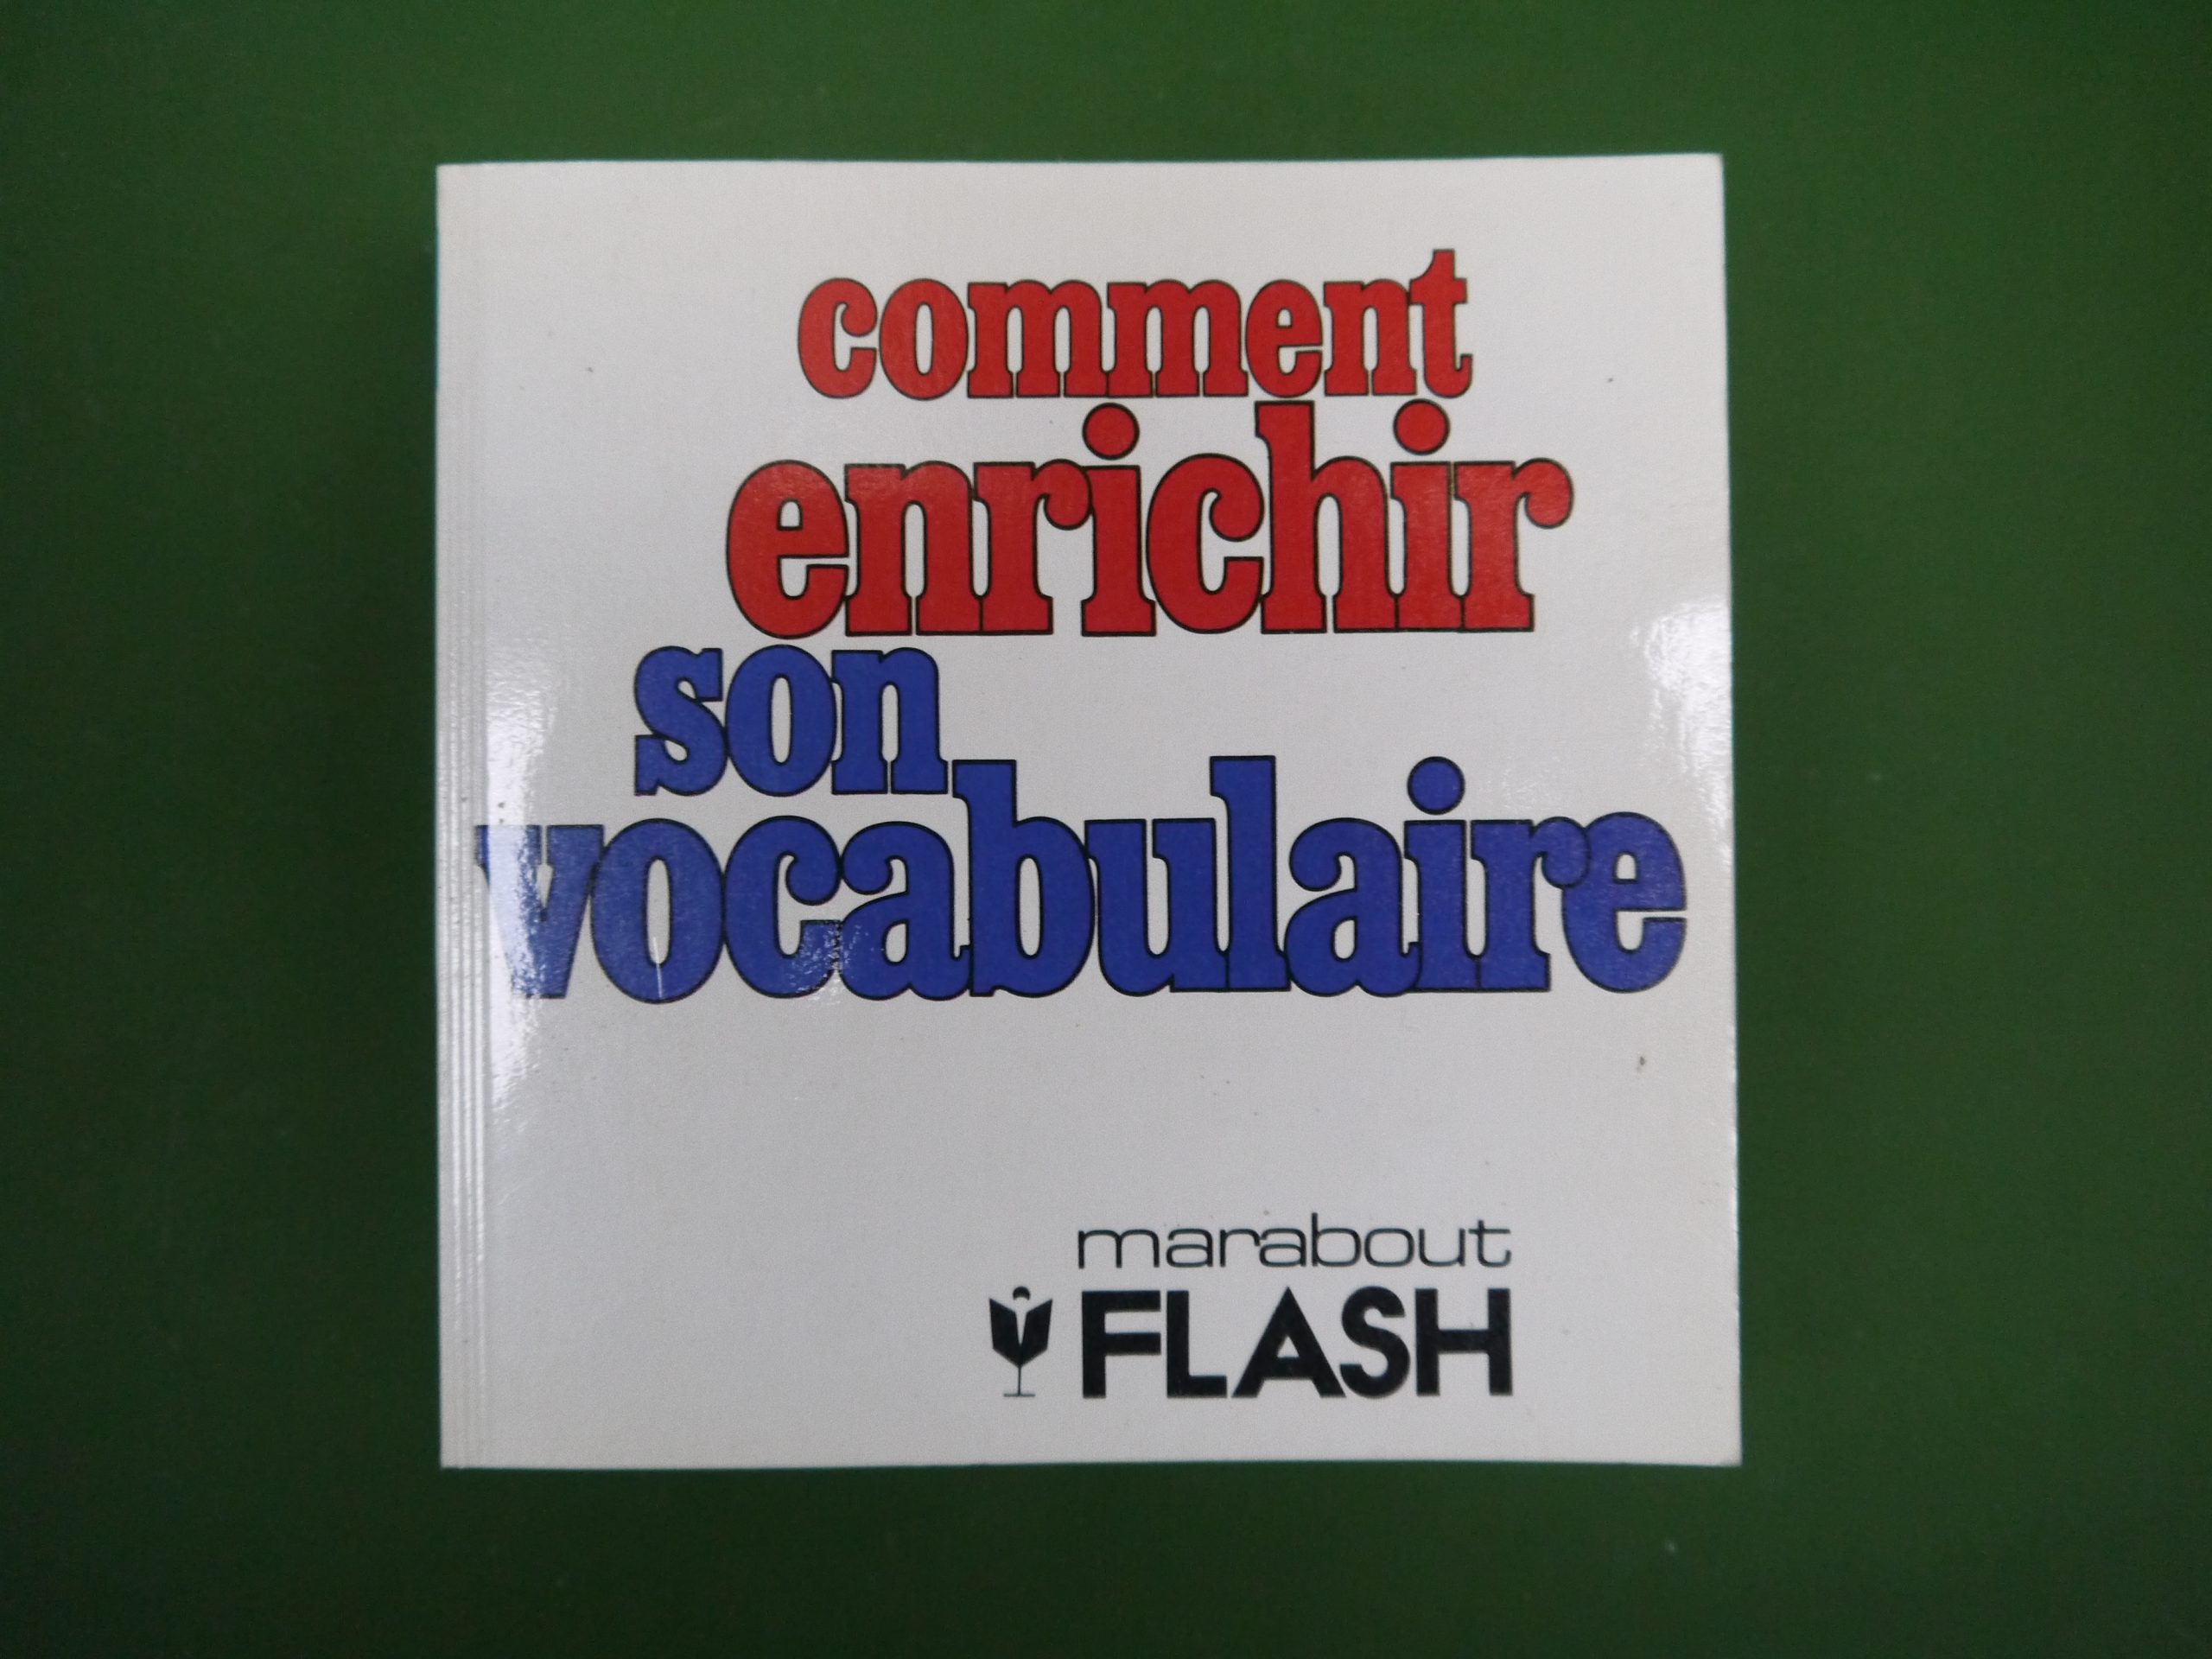 comment
enrichir
son
vocabulaire
marabout
FLASH